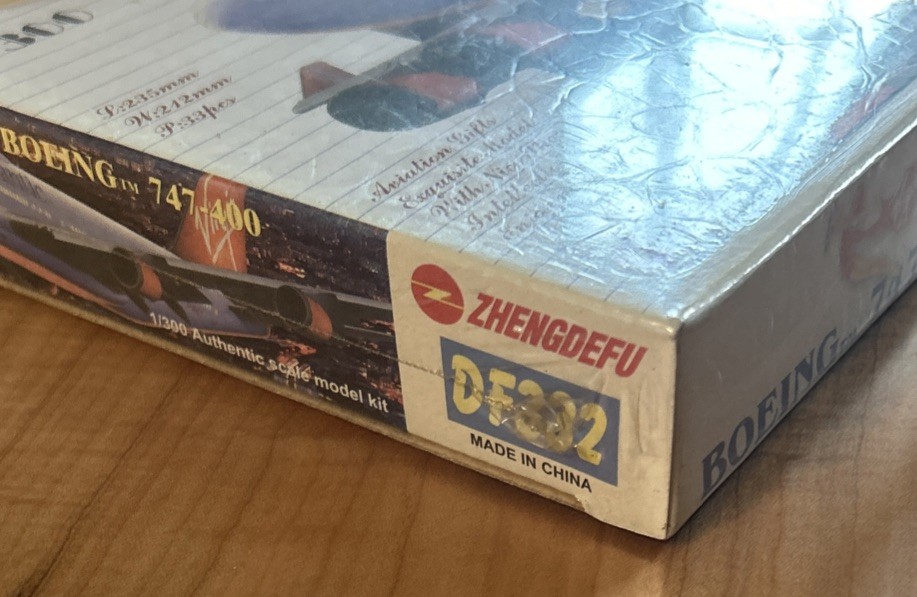 300
L:235mm
W:212mm
P:33pcs
Aviation Gifts
Exquisite Model
BOEING TM 747-400
1/300 Authentic scale model kit
ZHENGDEFU
DF302
MADE IN CHINA
BOEING